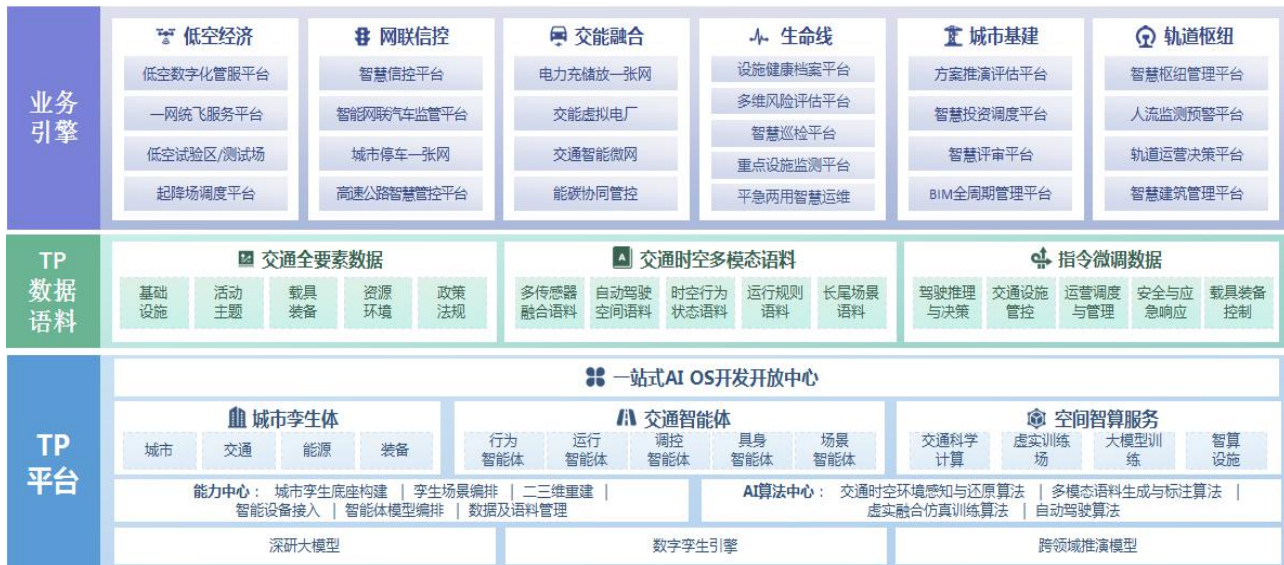 业务
引擎
低空经济
低空数字化管服平台
一网统飞服务平台
低空试验区/测试场
起降场调度平台
网联信控
智慧信控平台
智能网联汽车监管平台
城市停车一张网
高速公路智慧管控平台
交能融合
电力充储放一张网
交能虚拟电厂
交通智能微网
能碳协同管控
生命线
设施健康档案平台
多维风险评估平台
智慧巡检平台
重点设施监测平台
平急两用智慧运维
城市基建
方案推演评估平台
智慧投资调度平台
智慧评审平台
BIM全周期管理平台
轨道枢纽
智慧枢纽管理平台
人流监测预警平台
轨道运营决策平台
智慧建筑管理平台
TP
数据
语料
交通全要素数据
基础
设施
活动
主题
载具
装备
资源
环境
政策
法规
A
交通时空多模态语料
多传感器
融合语料
自动驾驶
空间语料
时空行为
状态语料
运行规则
语料
长尾场景
语料
指令微调数据
驾驶推理
与决策
交通设施
管控
运营调度
与管理
安全与应
急响应
载具装备
控制
TP
平台
一站式AI OS开发开放中心
城市孪生体
城市
交通
能源
装备
交通智能体
行为
智能体
运行
智能体
调控
智能体
具身
智能体
场景
智能体
空间智算服务
交通科学
计算
虚实训练
场
大模型训
练
智算
设施
能力中心： 城市孪生底座构建 | 孪生场景编排 | 二三维重建 |
智能设备接入 | 智能体模型编排 | 数据及语料管理
AI算法中心： 交通时空环境感知与还原算法 | 多模态语料生成与标注算法 |
虚实融合仿真训练算法 | 自动驾驶算法
深研大模型
数字孪生引擎
跨领域推演模型